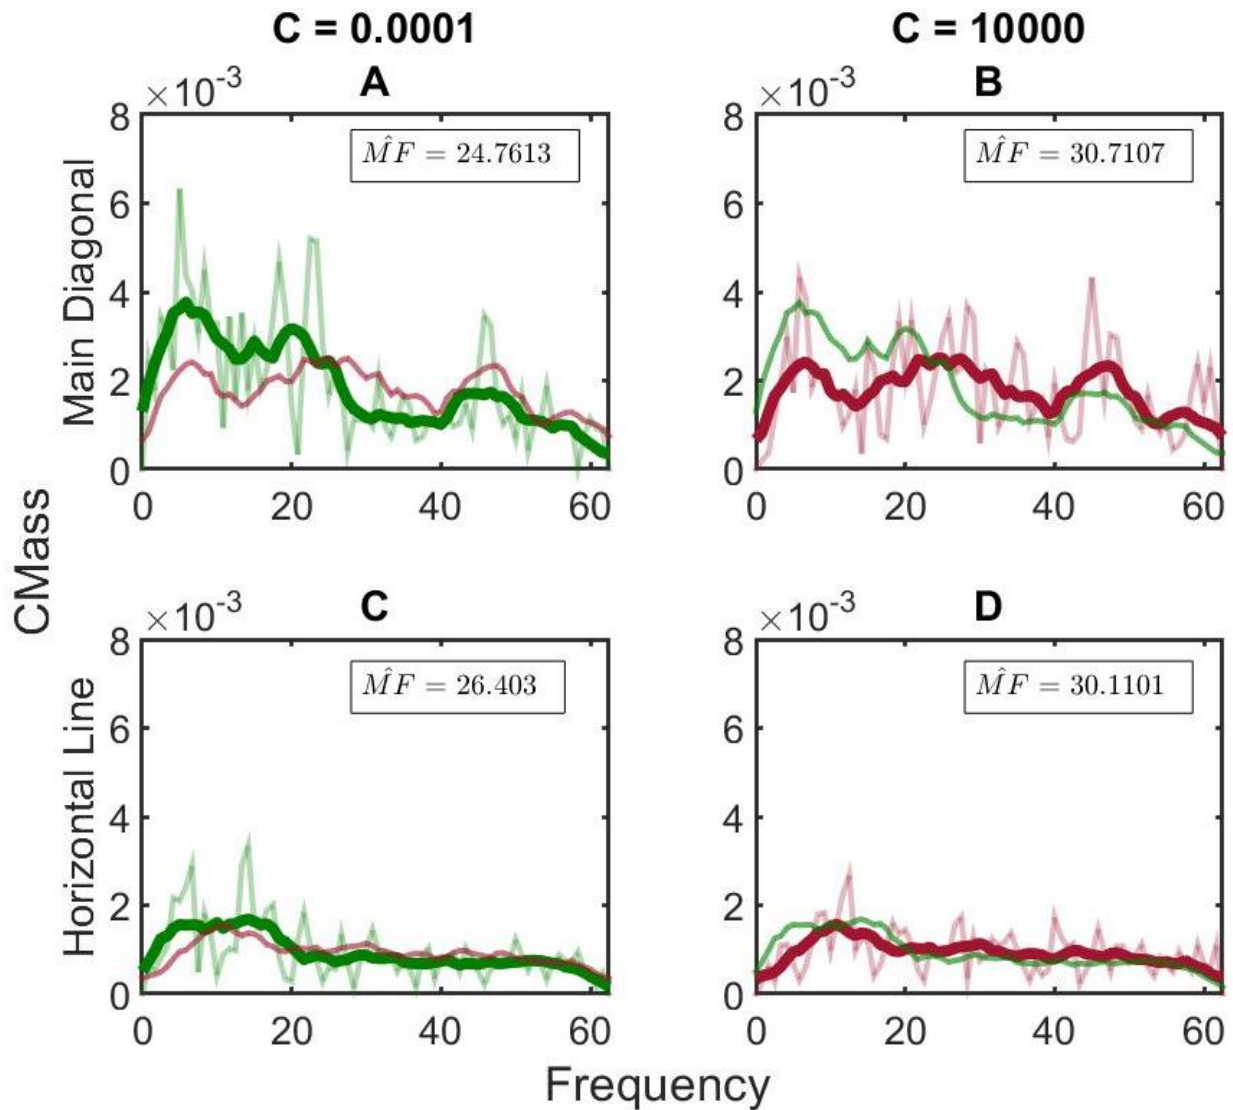 C = 0.0001
C = 10000
A
B
×10^-3
×10^-3
8
6
4
2
0
8
6
4
2
0
M̂F = 24.7613
M̂F = 30.7107
0 20 40 60
0 20 40 60
Main Diagonal
CMass
C
D
×10^-3
×10^-3
8
6
4
2
0
8
6
4
2
0
M̂F = 26.403
M̂F = 30.1101
0 20 40 60
0 20 40 60
Horizontal Line
Frequency